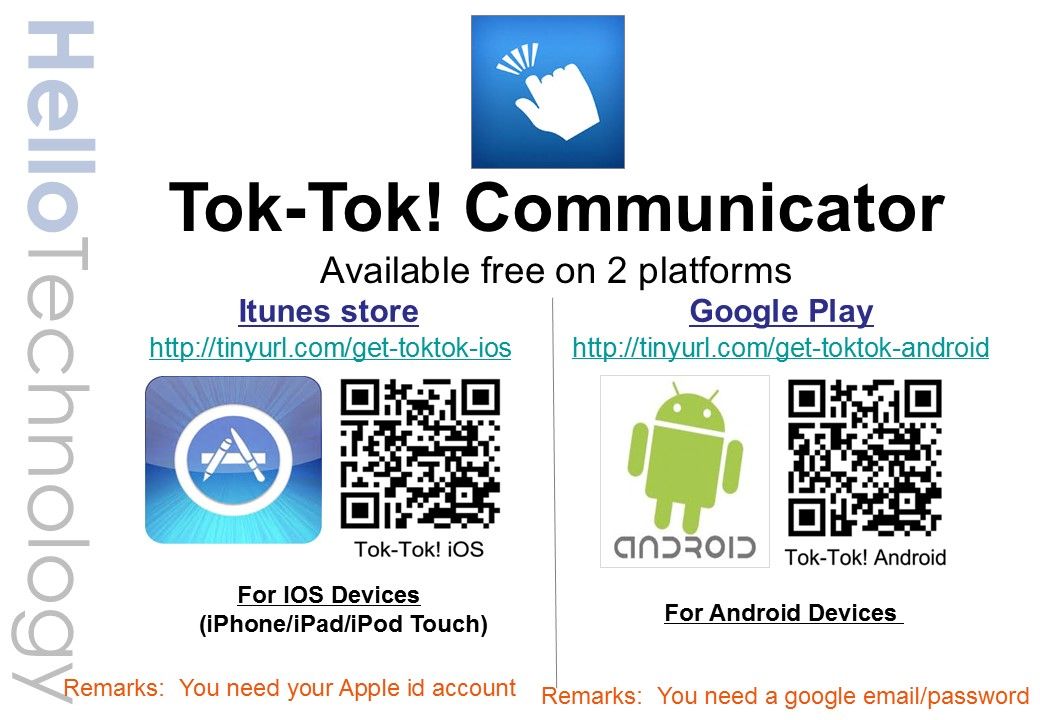 HelloTechnology
Tok-Tok! Communicator
Available free on 2 platforms
Itunes store
http://tinyurl.com/get-toktok-ios
Tok-Tok! iOS
For IOS Devices
(iPhone/iPad/iPod Touch)
Remarks: You need your Apple id account
Google Play
http://tinyurl.com/get-toktok-android
ANDROID
Tok-Tok! Android
For Android Devices
Remarks: You need a google email/password